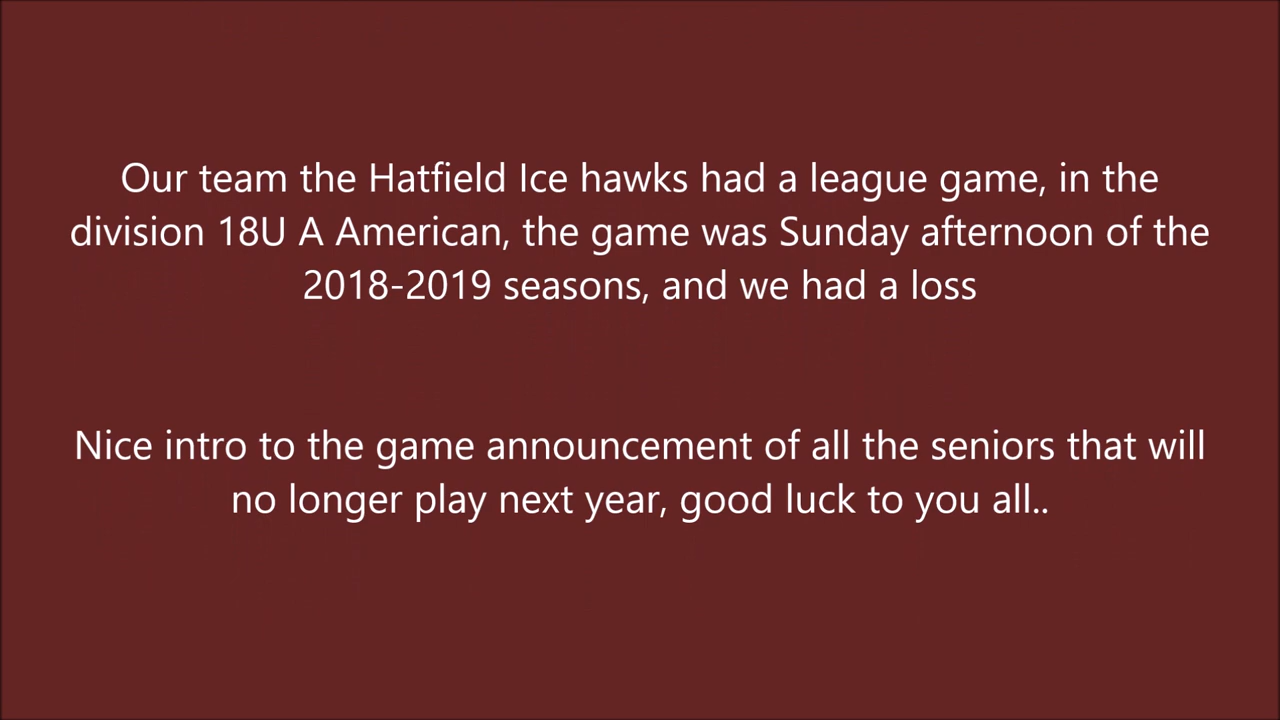 Our team the Hatfield Ice hawks had a league game, in the
division 18U A American, the game was Sunday afternoon of the
2018-2019 seasons, and we had a loss
Nice intro to the game announcement of all the seniors that will
no longer play next year, good luck to you all..